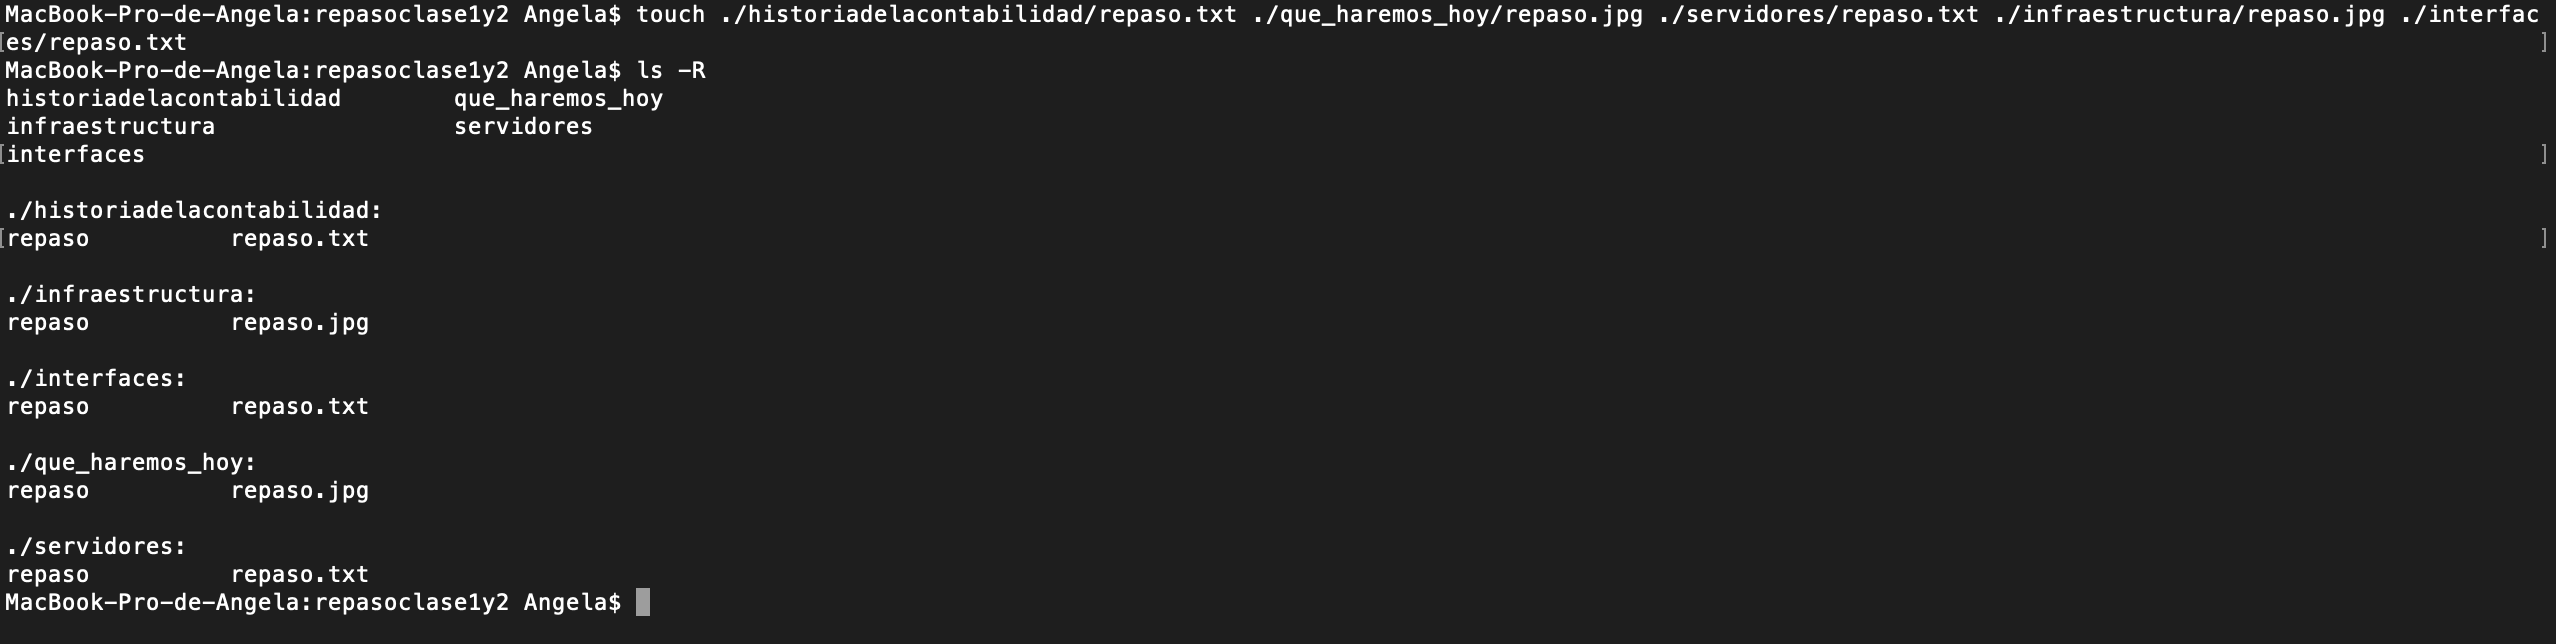 MacBook-Pro-de-Angela:repasoclase1y2 Angela$ touch ./historiadelacontabilidad/repaso.txt ./que_haremos_hoy/repaso.jpg ./servidores/repaso.txt ./infraestructura/repaso.jpg ./interfac
[es/repaso.txt ]
MacBook-Pro-de-Angela:repasoclase1y2 Angela$ ls -R
historiadelacontabilidad que_haremos_hoy
infraestructura servidores
[interfaces ]
./historiadelacontabilidad:
[repaso repaso.txt ]
./infraestructura:
repaso repaso.jpg
./interfaces:
repaso repaso.txt
./que_haremos_hoy:
repaso repaso.jpg
./servidores:
repaso repaso.txt
MacBook-Pro-de-Angela:repasoclase1y2 Angela$